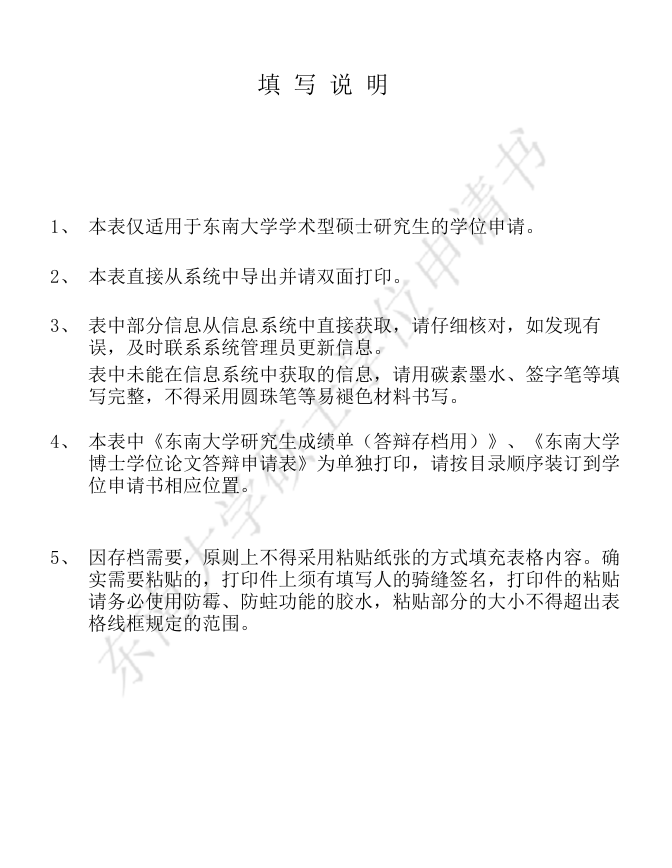 填 写 说 明
1、 本表仅适用于东南大学学术型硕士研究生的学位申请。
2、 本表直接从系统中导出并请双面打印。
3、 表中部分信息从信息系统中直接获取，请仔细核对，如发现有
误，及时联系系统管理员更新信息。
表中未能在信息系统中获取的信息，请用碳素墨水、签字笔等填
写完整，不得采用圆珠笔等易褪色材料书写。
4、 本表中《东南大学研究生成绩单（答辩存档用）》、《东南大学
博士学位论文答辩申请表》为单独打印，请按目录顺序装订到学
位申请书相应位置。
5、 因存档需要，原则上不得采用粘贴纸张的方式填充表格内容。确
实需要粘贴的，打印件上须有填写人的骑缝签名，打印件的粘贴
请务必使用防霉、防蛀功能的胶水，粘贴部分的大小不得超出表
格线框规定的范围。
东南大学硕士学位申请书